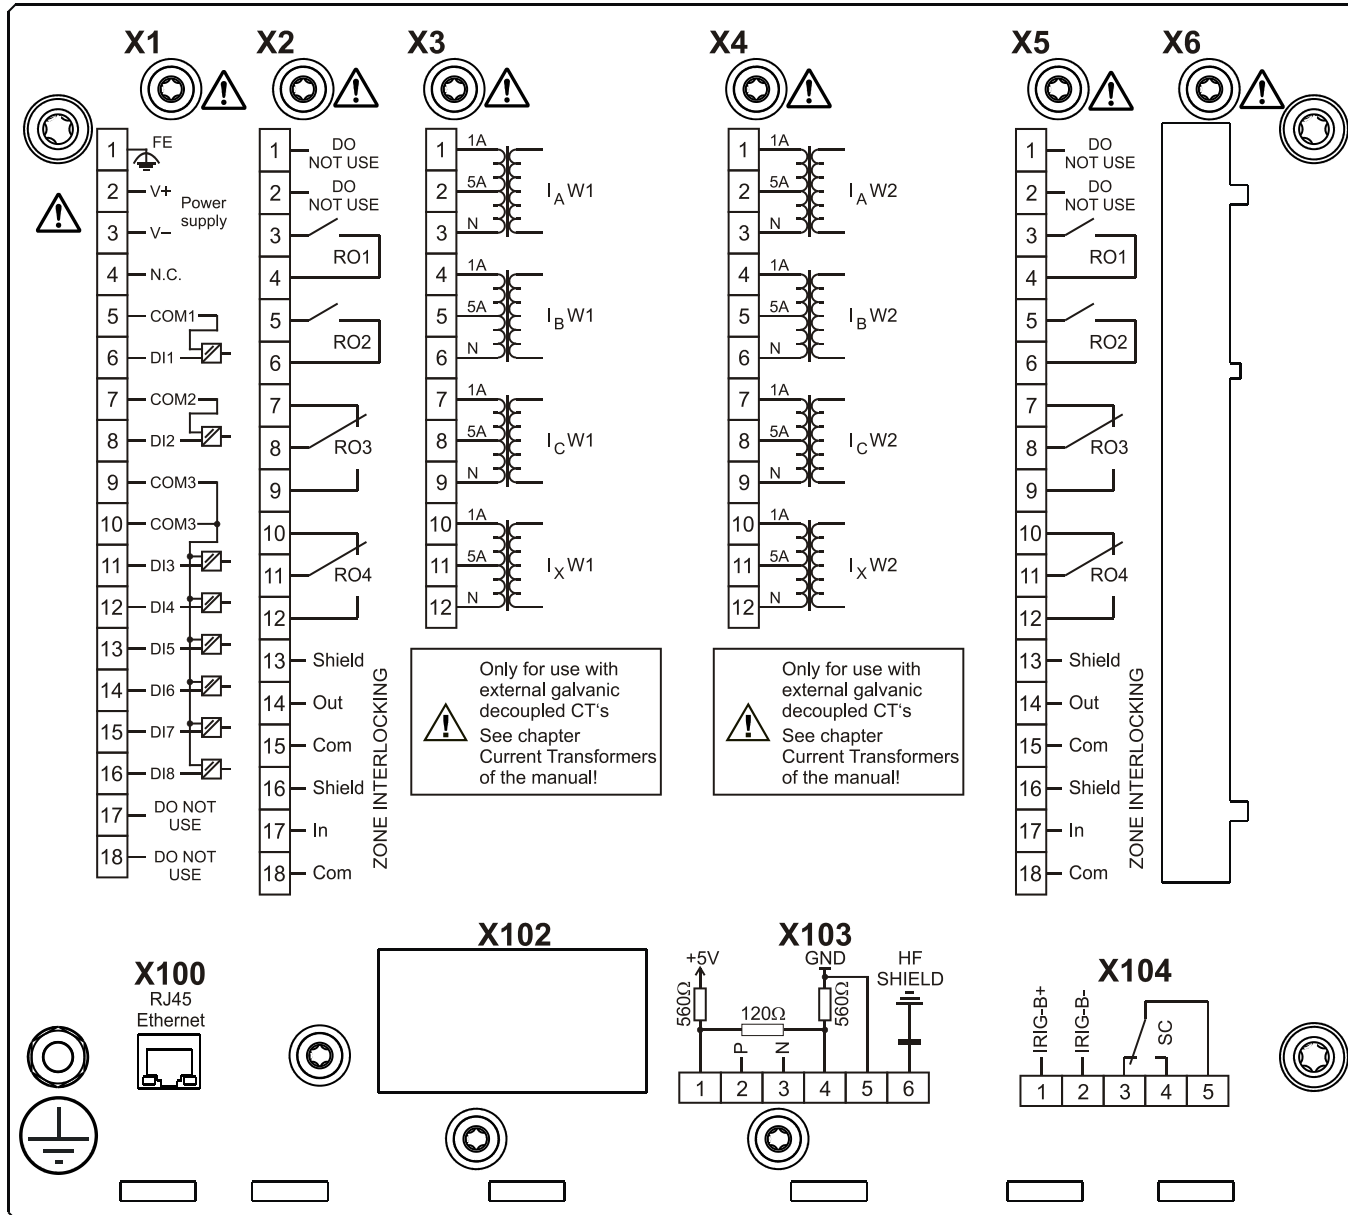 X1
X2
X3
X4
X5
X6
1 FE
2 V+
Power
supply
3 V–
4 N.C.
5 COM1
6 DI1
7 COM2
8 DI2
9 COM3
10 COM3
11 DI3
12 DI4
13 DI5
14 DI6
15 DI7
16 DI8
17 DO NOT
USE
18 DO NOT
USE
1 DO
NOT USE
2 DO
NOT USE
3
RO1
4
5
RO2
6
7
8 RO3
9
10
11 RO4
12
13 Shield
14 Out
15 Com
16 Shield
17 In
18 Com
ZONE INTERLOCKING
1 1A
2 5A IA W1
3 N
4 1A
5 5A IB W1
6 N
7 1A
8 5A IC W1
9 N
10 1A
11 5A IX W1
12 N
Only for use with
external galvanic
decoupled CT‘s
See chapter
Current Transformers
of the manual!
1 1A
2 5A IA W2
3 N
4 1A
5 5A IB W2
6 N
7 1A
8 5A IC W2
9 N
10 1A
11 5A IX W2
12 N
Only for use with
external galvanic
decoupled CT‘s
See chapter
Current Transformers
of the manual!
1 DO
NOT USE
2 DO
NOT USE
3
RO1
4
5
RO2
6
7
8 RO3
9
10
11 RO4
12
13 Shield
14 Out
15 Com
16 Shield
17 In
18 Com
ZONE INTERLOCKING
X100
RJ45
Ethernet
X102
X103
+5V GND HF
SHIELD
560Ω 120Ω 560Ω
P N
1 2 3 4 5 6
X104
IRIG-B+ IRIG-B- SC
1 2 3 4 5